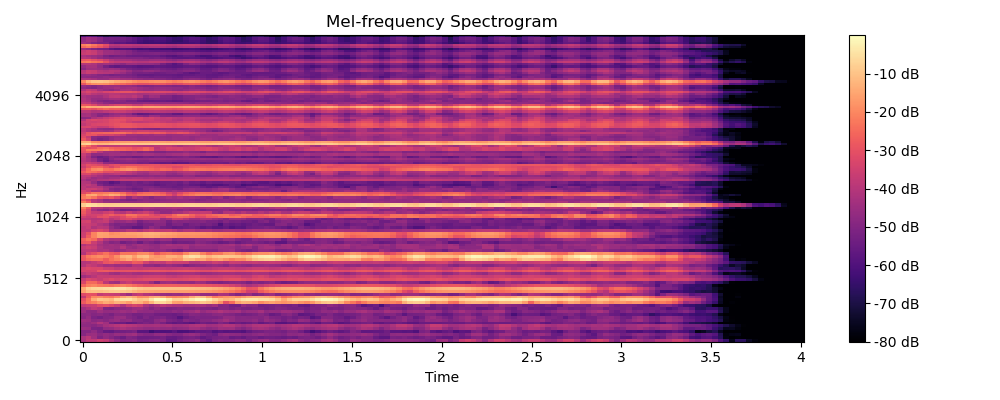 Mel-frequency Spectrogram
Hz
4096
2048
1024
512
0
0 0.5 1 1.5 2 2.5 3 3.5 4
Time
-10 dB
-20 dB
-30 dB
-40 dB
-50 dB
-60 dB
-70 dB
-80 dB